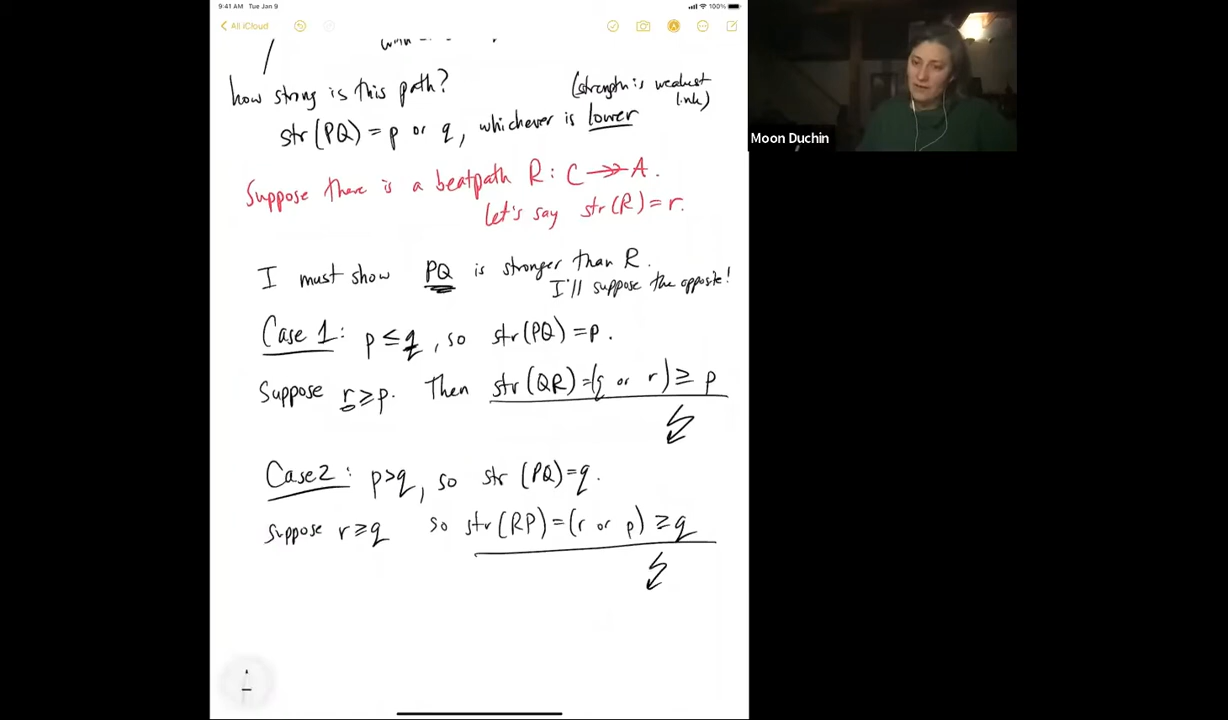 9:41 AM Tue Jan 9
100%
All iCloud
how strong is this path?
(strength is weakest link)
str(PQ) = p or q, whichever is lower
Suppose there is a beatpath R: C ↠ A.
let's say str(R) = r.
I must show PQ is stronger than R.
I'll suppose the opposite!
Case 1: p ≤ q, so str(PQ) = p.
Suppose r ≥ p. Then str(QR) = (q or r) ≥ p
Case 2: p > q, so str(PQ) = q.
Suppose r ≥ q so str(RP) = (r or p) ≥ q
Moon Duchin